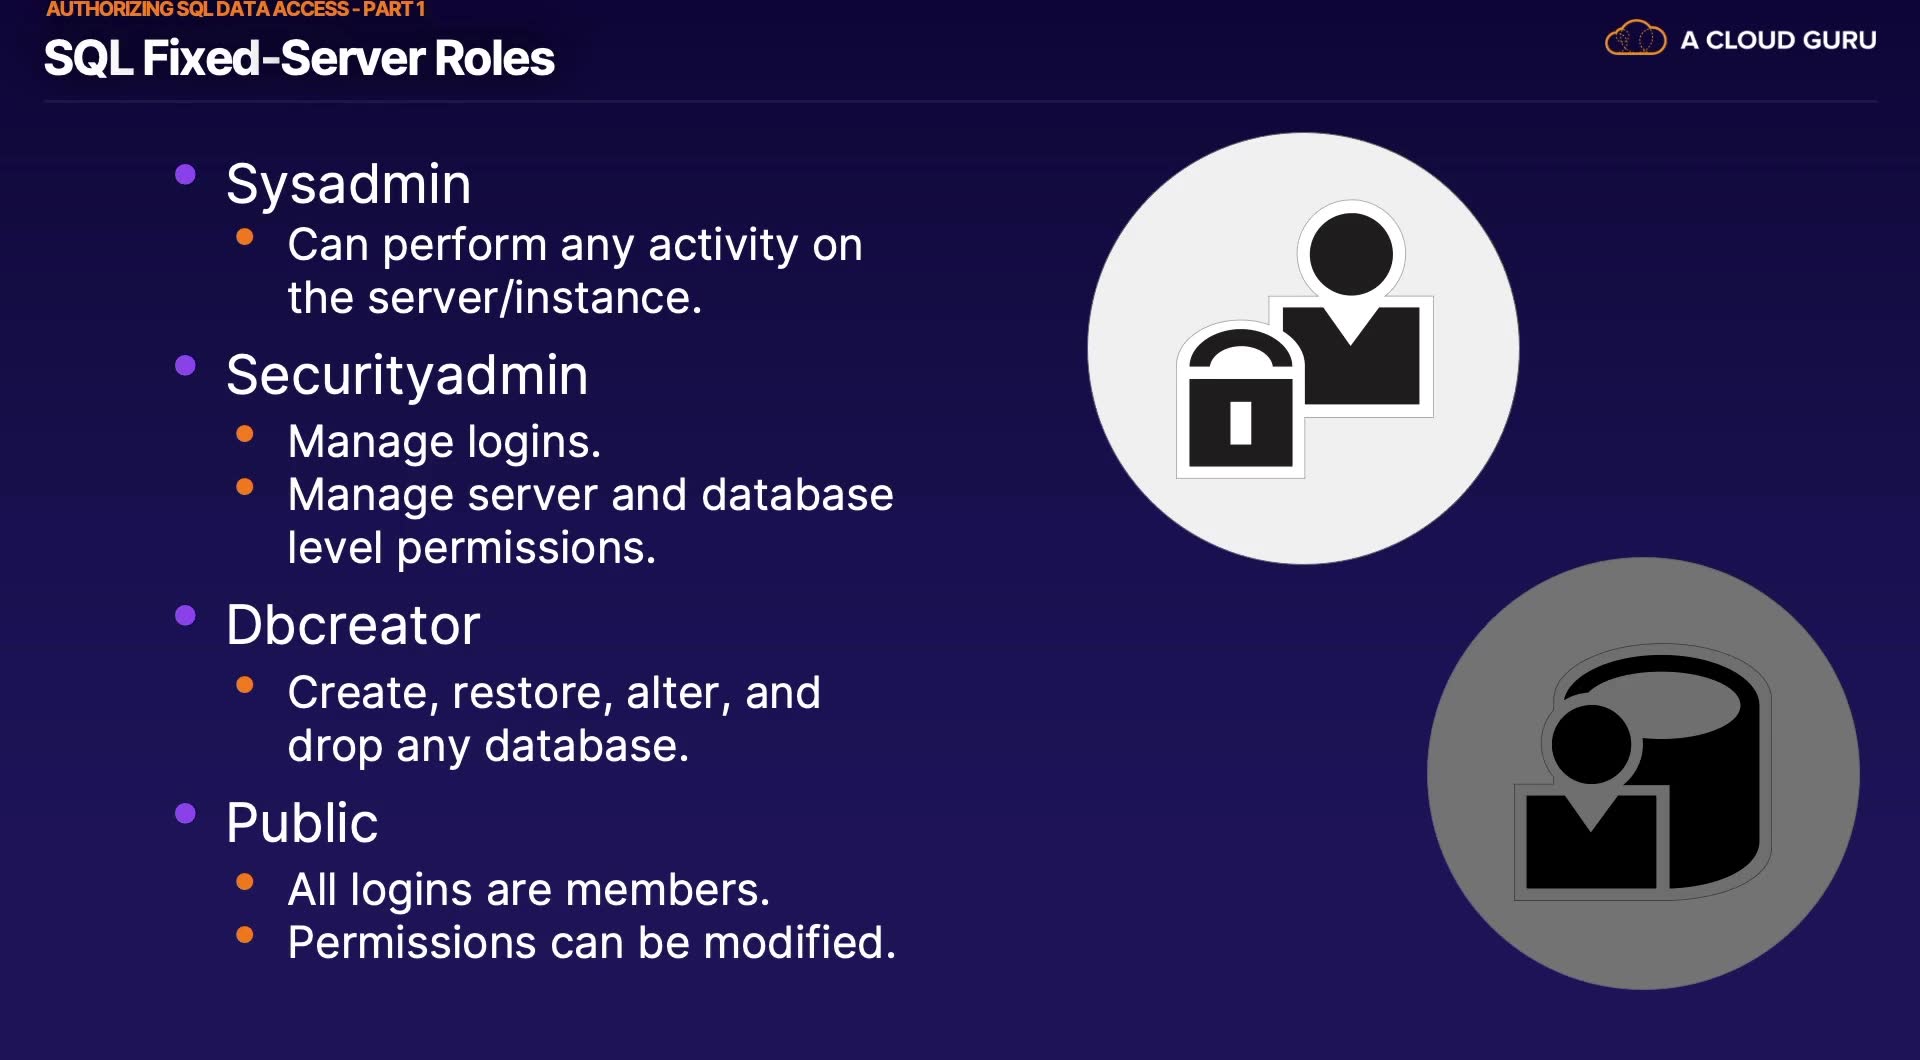 AUTHORIZING SQL DATA ACCESS - PART 1
SQL Fixed-Server Roles
A CLOUD GURU
Sysadmin
Can perform any activity on
the server/instance.
Securityadmin
Manage logins.
Manage server and database
level permissions.
Dbcreator
Create, restore, alter, and
drop any database.
Public
All logins are members.
Permissions can be modified.